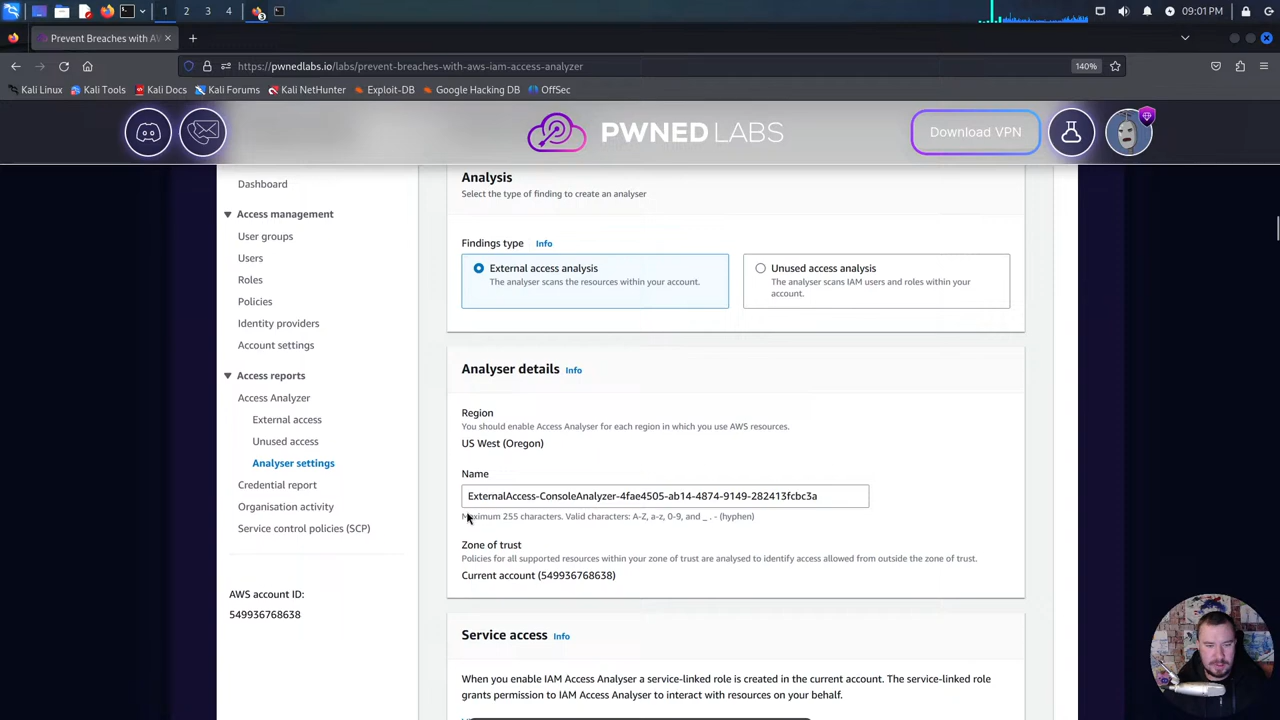 1
2
3
4
3
09:01 PM
Prevent Breaches with AW
https://pwnedlabs.org/labs/prevent-breaches-with-aws-iam-access-analyzer
140%
Kali Linux
Kali Tools
Kali Docs
Kali Forums
Kali NetHunter
Exploit-DB
Google Hacking DB
OffSec
PWNED LABS
Download VPN
Dashboard
Access management
User groups
Users
Roles
Policies
Identity providers
Account settings
Access reports
Access Analyzer
External access
Unused access
Analyser settings
Credential report
Organisation activity
Service control policies (SCP)
AWS account ID:
549936768638
Analysis
Select the type of finding to create an analyser
Findings type Info
External access analysis
The analyser scans the resources within your account.
Unused access analysis
The analyser scans IAM users and roles within your
account.
Analyser details Info
Region
You should enable Access Analyser for each region in which you use AWS resources.
US West (Oregon)
Name
ExternalAccess-ConsoleAnalyzer-4fae4505-ab14-4874-9149-282413fcbc3a
Maximum 255 characters. Valid characters: A-Z, a-z, 0-9, and _ . - (hyphen)
Zone of trust
Policies for all supported resources within your zone of trust are analysed to identify access allowed from outside the zone of trust.
Current account (549936768638)
Service access Info
When you enable IAM Access Analyser a service-linked role is created in the current account. The service-linked role
grants permission to IAM Access Analyser to interact with resources on your behalf.